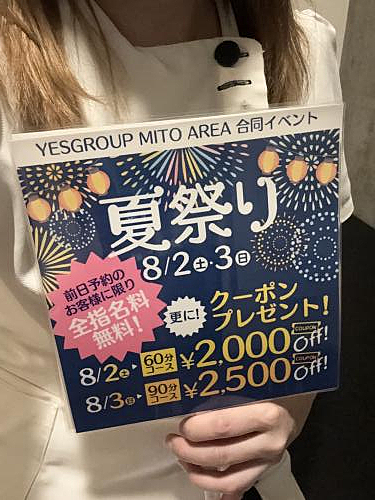 YESGROUP MITO AREA 合同イベント
夏祭り
8/2土・3日
前日予約の
お客様に限り
全指名料
無料!
更に!
クーポン
プレゼント!
8/2土▶60分コース ¥2,000 COUPON Off!
8/3日▶90分コース ¥2,500 COUPON Off!